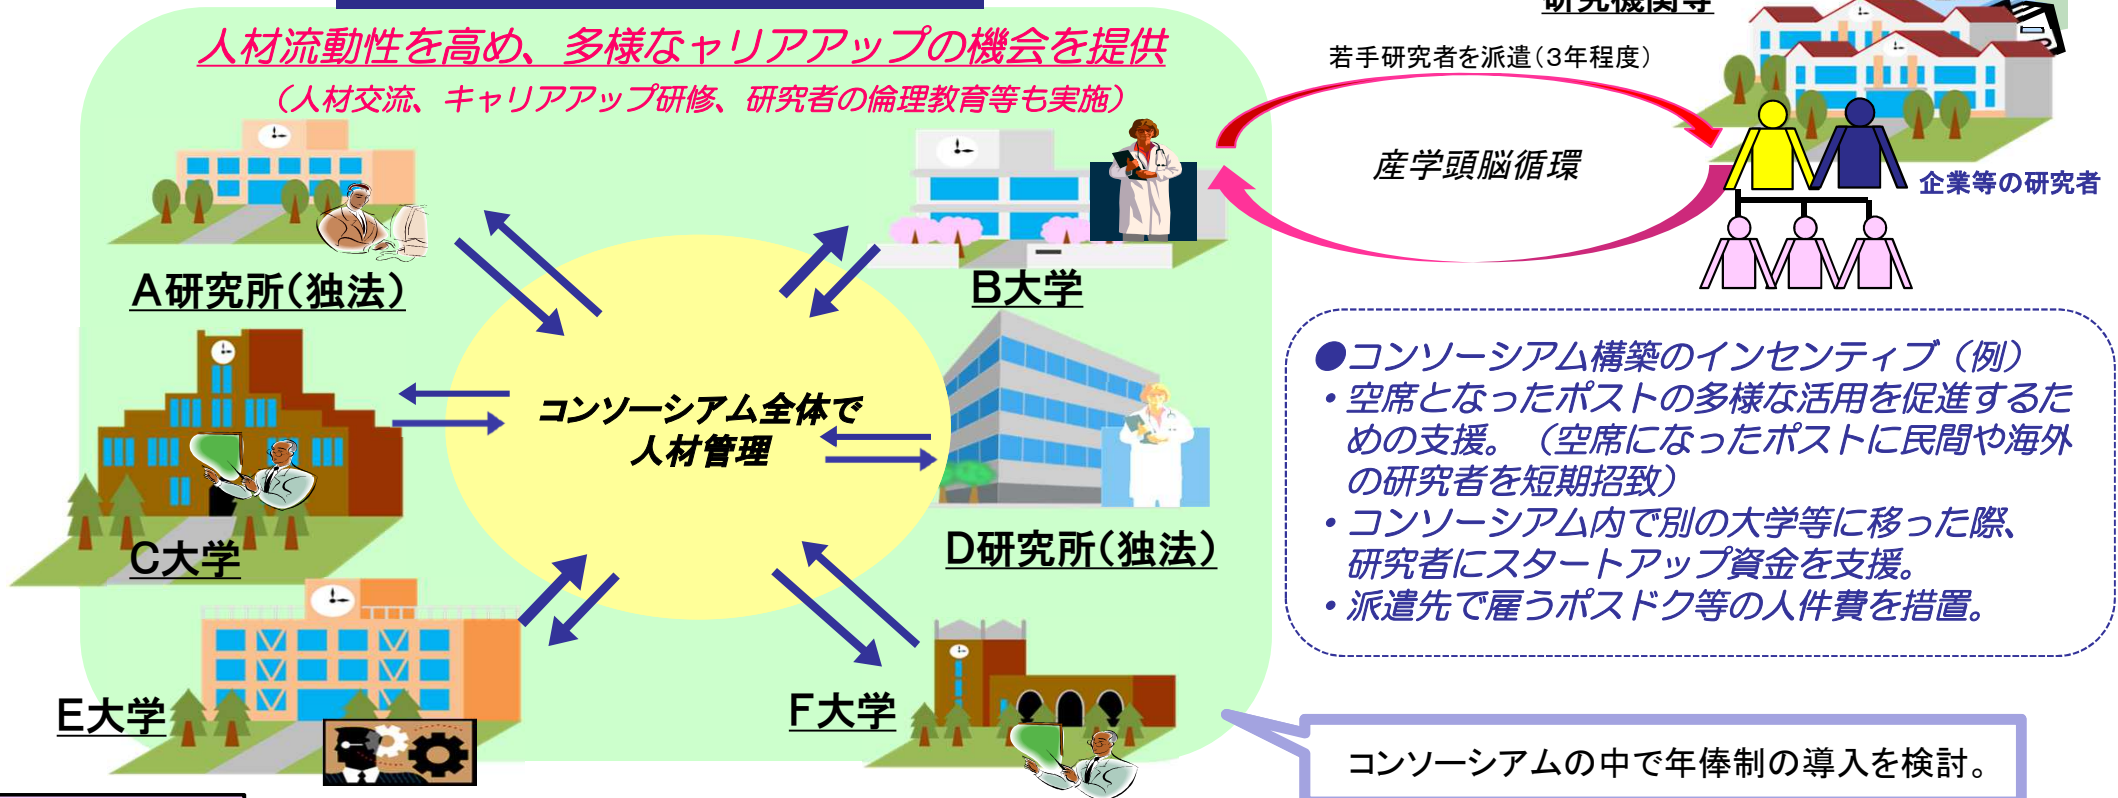 人材流動性を高め、多様なャリアアップの機会を提供
（人材交流、キャリアアップ研修、研究者の倫理教育等も実施）
A研究所（独法）
B大学
コンソーシアム全体で
人材管理
C大学
D研究所（独法）
E大学
F大学
研究機関等
若手研究者を派遣（3年程度）
産学頭脳循環
企業等の研究者
●コンソーシアム構築のインセンティブ（例）
・空席となったポストの多様な活用を促進するた
めの支援。（空席になったポストに民間や海外
の研究者を短期招致）
・コンソーシアム内で別の大学等に移った際、
研究者にスタートアップ資金を支援。
・派遣先で雇うポスドク等の人件費を措置。
コンソーシアムの中で年俸制の導入を検討。